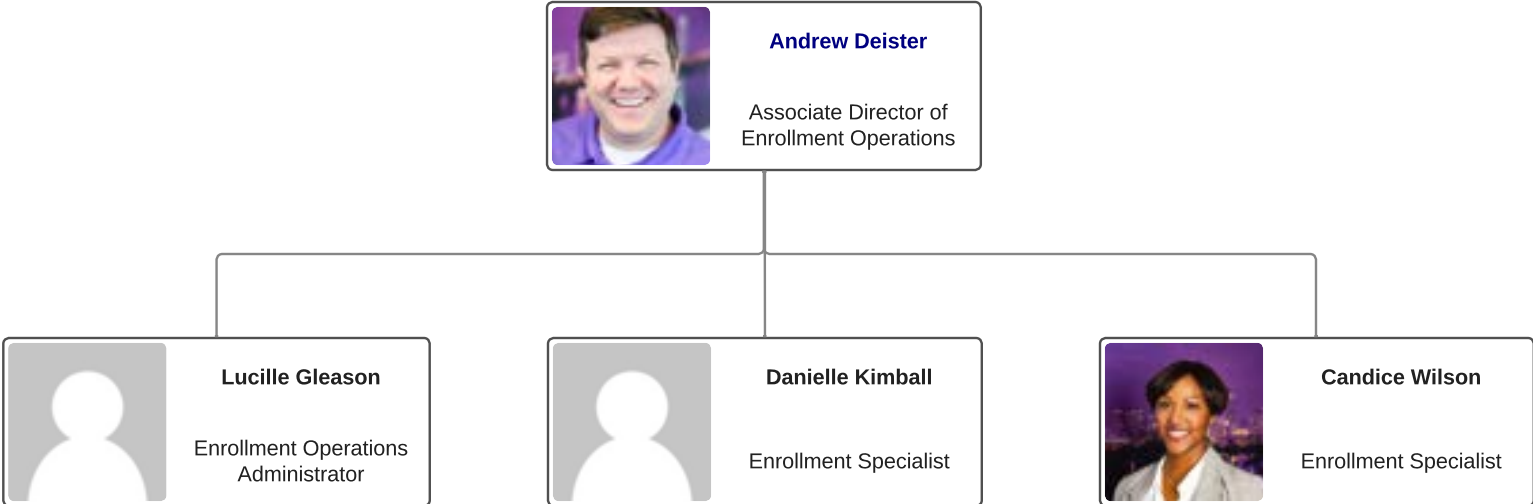 Andrew Deister
Associate Director of
Enrollment Operations
Lucille Gleason
Enrollment Operations
Administrator
Danielle Kimball
Enrollment Specialist
Candice Wilson
Enrollment Specialist